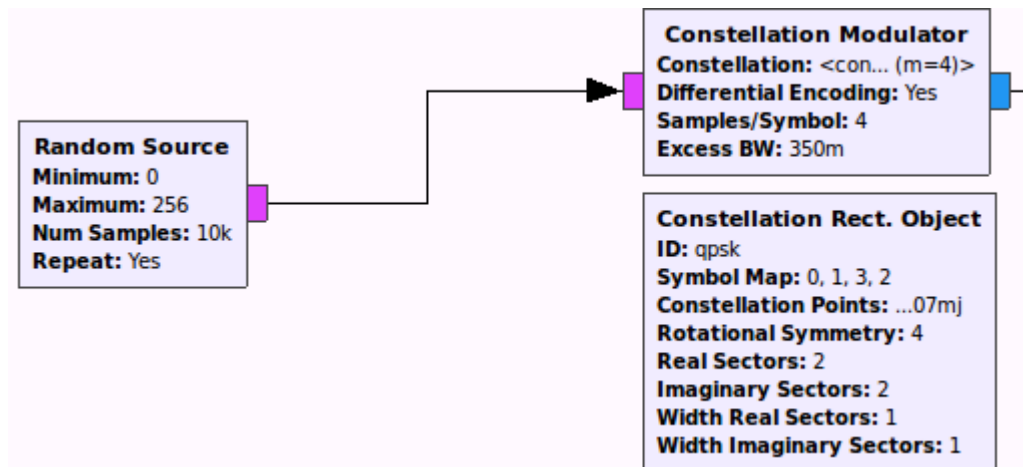 Constellation Modulator
Constellation: <con... (m=4)>
Differential Encoding: Yes
Samples/Symbol: 4
Excess BW: 350m
Random Source
Minimum: 0
Maximum: 256
Num Samples: 10k
Repeat: Yes
Constellation Rect. Object
ID: qpsk
Symbol Map: 0, 1, 3, 2
Constellation Points: ...07mj
Rotational Symmetry: 4
Real Sectors: 2
Imaginary Sectors: 2
Width Real Sectors: 1
Width Imaginary Sectors: 1